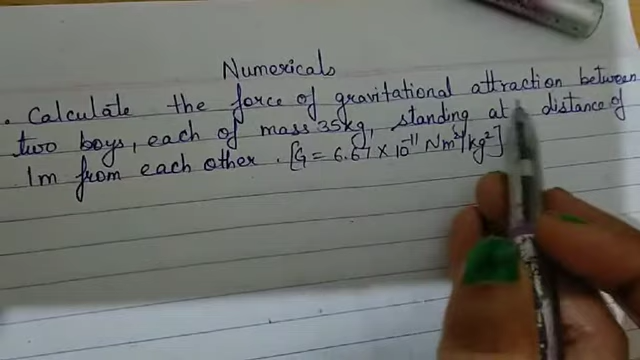 Numericals
. Calculate the force of gravitational attraction between
two boys, each of mass 35kg, standing at distance of
1m from each other. [G = 6.67 × 10⁻¹¹ Nm²/kg²]